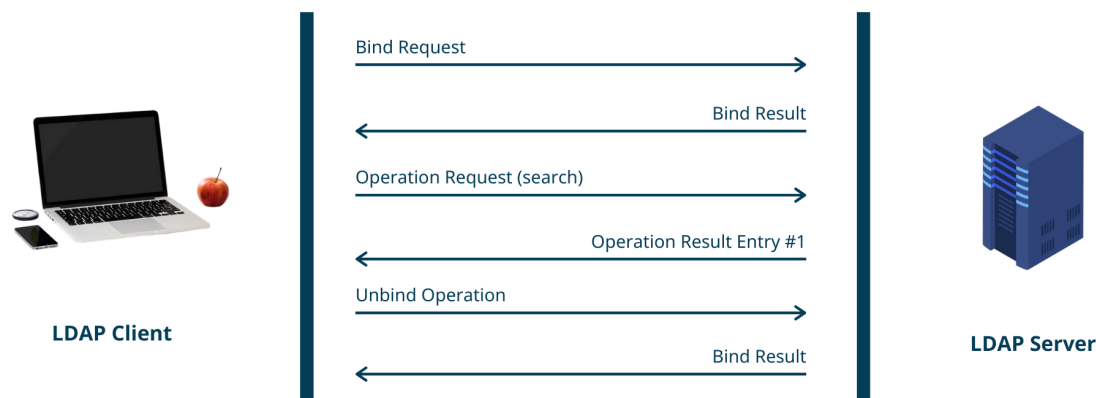 Bind Request
Bind Result
Operation Request (search)
Operation Result Entry #1
Unbind Operation
Bind Result
LDAP Client
LDAP Server